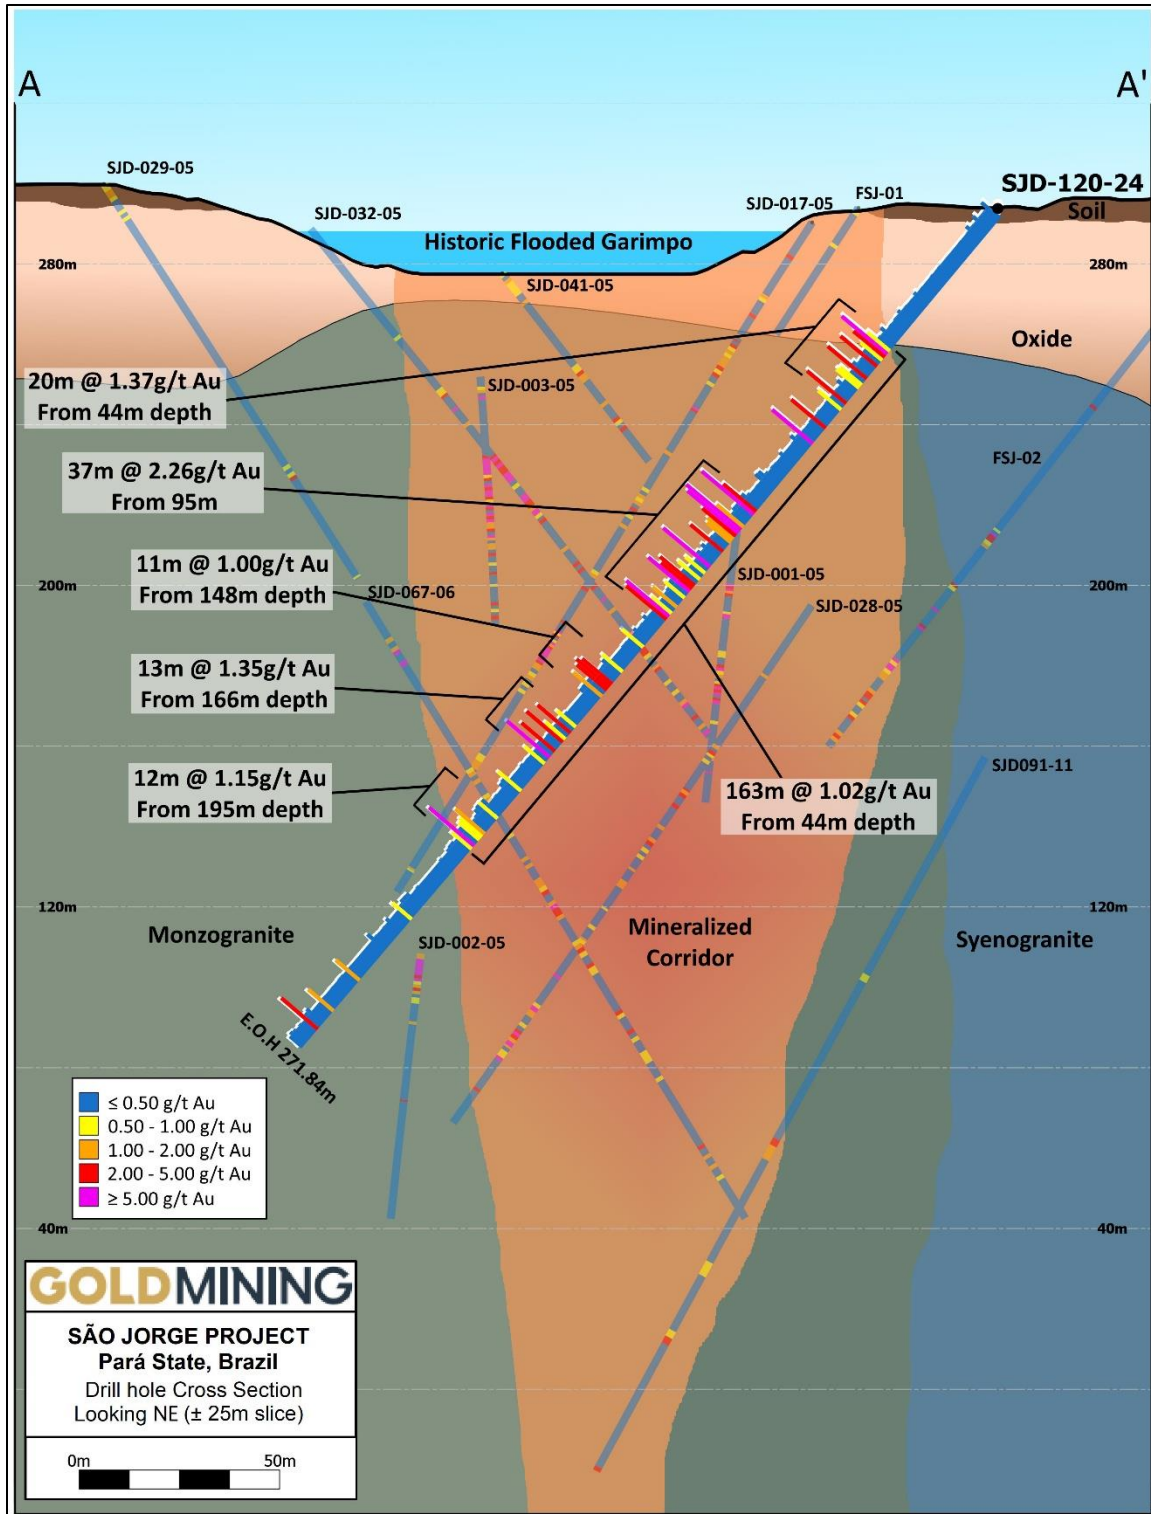 A
A'
SJD-029-05
SJD-032-05
SJD-017-05
FSJ-01
SJD-120-24
Soil
Historic Flooded Garimpo
280m
280m
SJD-041-05
Oxide
20m @ 1.37g/t Au
From 44m depth
SJD-003-05
37m @ 2.26g/t Au
From 95m
FSJ-02
11m @ 1.00g/t Au
From 148m depth
200m
200m
SJD-067-06
SJD-001-05
SJD-028-05
13m @ 1.35g/t Au
From 166m depth
12m @ 1.15g/t Au
From 195m depth
SJD091-11
163m @ 1.02g/t Au
From 44m depth
120m
120m
Monzogranite
SJD-002-05
Mineralized
Corridor
Syenogranite
E.O.H 271.84m
≤ 0.50 g/t Au
0.50 - 1.00 g/t Au
1.00 - 2.00 g/t Au
2.00 - 5.00 g/t Au
≥ 5.00 g/t Au
40m
40m
GOLDMINING
SÃO JORGE PROJECT
Pará State, Brazil
Drill hole Cross Section
Looking NE (± 25m slice)
0m
50m